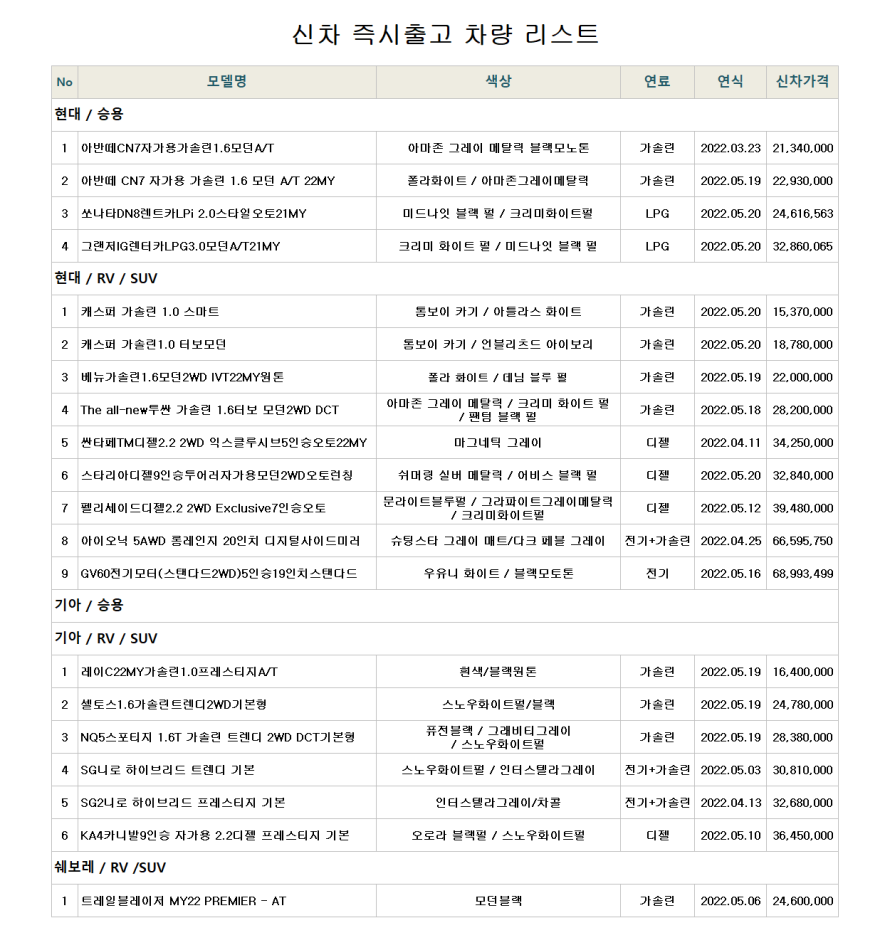 신차 즉시출고 차량 리스트
No 모델명 색상 연료 연식 신차가격
현대 / 승용
1 아반떼CN7자가용가솔린1.6모던A/T 아마존 그레이 메탈릭 블랙모노톤 가솔린 2022.03.23 21,340,000
2 아반떼 CN7 자가용 가솔린 1.6 모던 A/T 22MY 폴라화이트 / 아마존그레이메탈릭 가솔린 2022.05.19 22,930,000
3 쏘나타DN8렌트카LPi 2.0스타일오토21MY 미드나잇 블랙 펄 / 크리미화이트펄 LPG 2022.05.20 24,616,563
4 그랜저IG렌터카LPG3.0모던A/T21MY 크리미 화이트 펄 / 미드나잇 블랙 펄 LPG 2022.05.20 32,860,065
현대 / RV / SUV
1 캐스퍼 가솔린 1.0 스마트 톰보이 카키 / 아틀라스 화이트 가솔린 2022.05.20 15,370,000
2 캐스퍼 가솔린1.0 터보모던 톰보이 카키 / 언블리츠드 아이보리 가솔린 2022.05.20 18,780,000
3 베뉴가솔린1.6모던2WD IVT22MY원톤 폴라 화이트 / 데님 블루 펄 가솔린 2022.05.19 22,000,000
4 The all-new투싼 가솔린 1.6터보 모던2WD DCT 아마존 그레이 메탈릭 / 크리미 화이트 펄
/ 팬텀 블랙 펄 가솔린 2022.05.18 28,200,000
5 싼타페TM디젤2.2 2WD 익스클루시브5인승오토22MY 마그네틱 그레이 디젤 2022.04.11 34,250,000
6 스타리아디젤9인승투어러자가용모던2WD오토런칭 쉬머링 실버 메탈릭 / 어비스 블랙 펄 디젤 2022.05.20 32,840,000
7 펠리세이드디젤2.2 2WD Exclusive7인승오토 문라이트블루펄 / 그라파이트그레이메탈릭
/ 크리미화이트펄 디젤 2022.05.12 39,480,000
8 아이오닉 5AWD 롱레인지 20인치 디지털사이드미러 슈팅스타 그레이 매트/다크 페블 그레이 전기+가솔린 2022.04.25 66,595,750
9 GV60전기모터(스탠다드2WD)5인승19인치스탠다드 우유니 화이트 / 블랙모토톤 전기 2022.05.16 68,993,499
기아 / 승용
기아 / RV / SUV
1 레이C22MY가솔린1.0프레스티지A/T 흰색/블랙원톤 가솔린 2022.05.19 16,400,000
2 셀토스1.6가솔린트렌디2WD기본형 스노우화이트펄/블랙 가솔린 2022.05.19 24,780,000
3 NQ5스포티지 1.6T 가솔린 트렌디 2WD DCT기본형 퓨전블랙 / 그래비티그레이
/ 스노우화이트펄 가솔린 2022.05.19 28,380,000
4 SG니로 하이브리드 트렌디 기본 스노우화이트펄 / 인터스텔라그레이 전기+가솔린 2022.05.03 30,810,000
5 SG2니로 하이브리드 프레스티지 기본 인터스텔라그레이/차콜 전기+가솔린 2022.04.13 32,680,000
6 KA4카니발9인승 자가용 2.2디젤 프레스티지 기본 오로라 블랙펄 / 스노우화이트펄 디젤 2022.05.10 36,450,000
쉐보레 / RV /SUV
1 트레일블레이저 MY22 PREMIER - AT 모던블랙 가솔린 2022.05.06 24,600,000